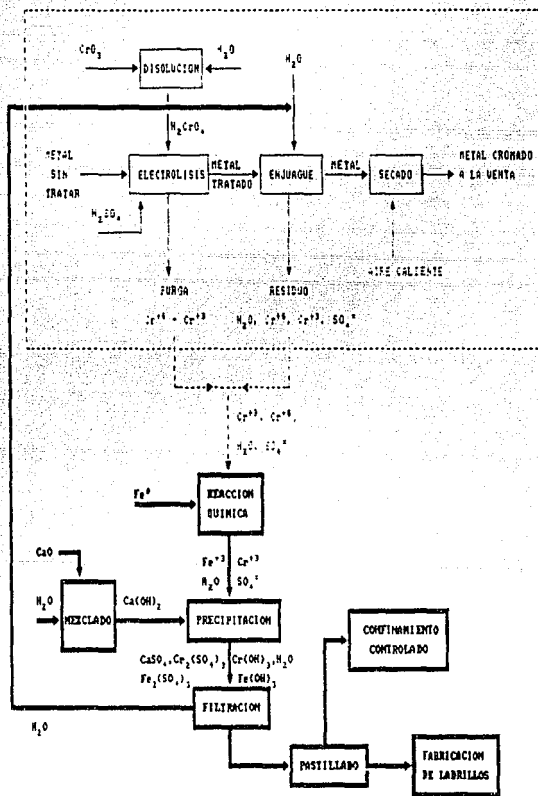 CrO₃
H₂O
DISOLUCION
H₂O
H₂CrO₄
METAL
SIN
TRATAR
ELECTROLISIS
METAL
TRATADO
ENJUAGUE
METAL
SECADO
METAL CROMADO
A LA VENTA
H₂SO₄
AIRE CALIENTE
PURGA
RESIDUO
Cr⁺⁶ - Cr⁺³
H₂O, Cr⁺⁶, Cr⁺³, SO₄⁼
Cr⁺³, Cr⁺⁶,
H₂O, SO₄⁼
Fe°
REACCION
QUIMICA
CaO
Fe⁺³ Cr⁺³
H₂O SO₄⁼
H₂O
MEZCLADO
Ca(OH)₂
PRECIPITACION
CONFINAMIENTO
CONTROLADO
CaSO₄,Cr₂(SO₄)₃ Cr(OH)₃,H₂O
Fe₂(SO₄)₃ Fe(OH)₃
FILTRACION
H₂O
PASTILLADO
FABRICACION
DE LADRILLOS